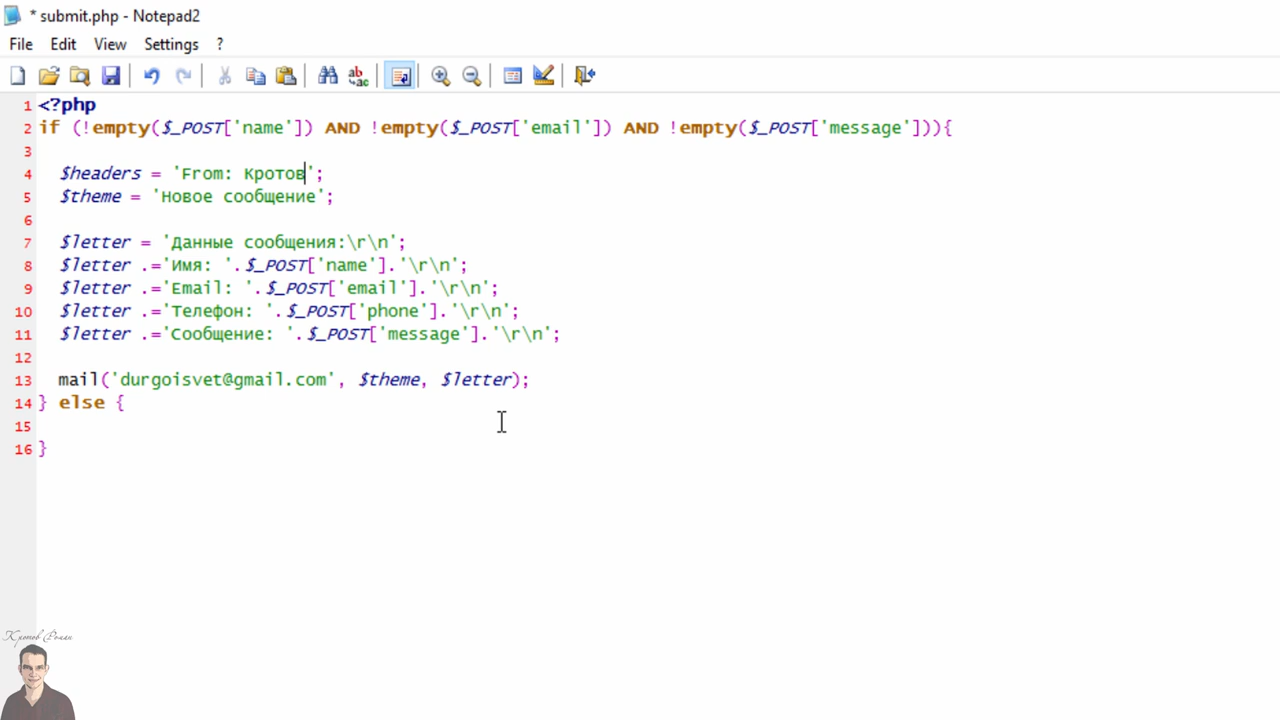 * submit.php - Notepad2
File Edit View Settings ?
1 <?php
2 if (!empty($_POST['name']) AND !empty($_POST['email']) AND !empty($_POST['message'])){
3
4 $headers = 'From: Кротов';
5 $theme = 'Новое сообщение';
6
7 $letter = 'Данные сообщения:\r\n';
8 $letter .='Имя: '.$_POST['name'].'\r\n';
9 $letter .='Email: '.$_POST['email'].'\r\n';
10 $letter .='Телефон: '.$_POST['phone'].'\r\n';
11 $letter .='Сообщение: '.$_POST['message'].'\r\n';
12
13 mail('durgoisvet@gmail.com', $theme, $letter);
14 } else {
15
16 }
Кротов Роман